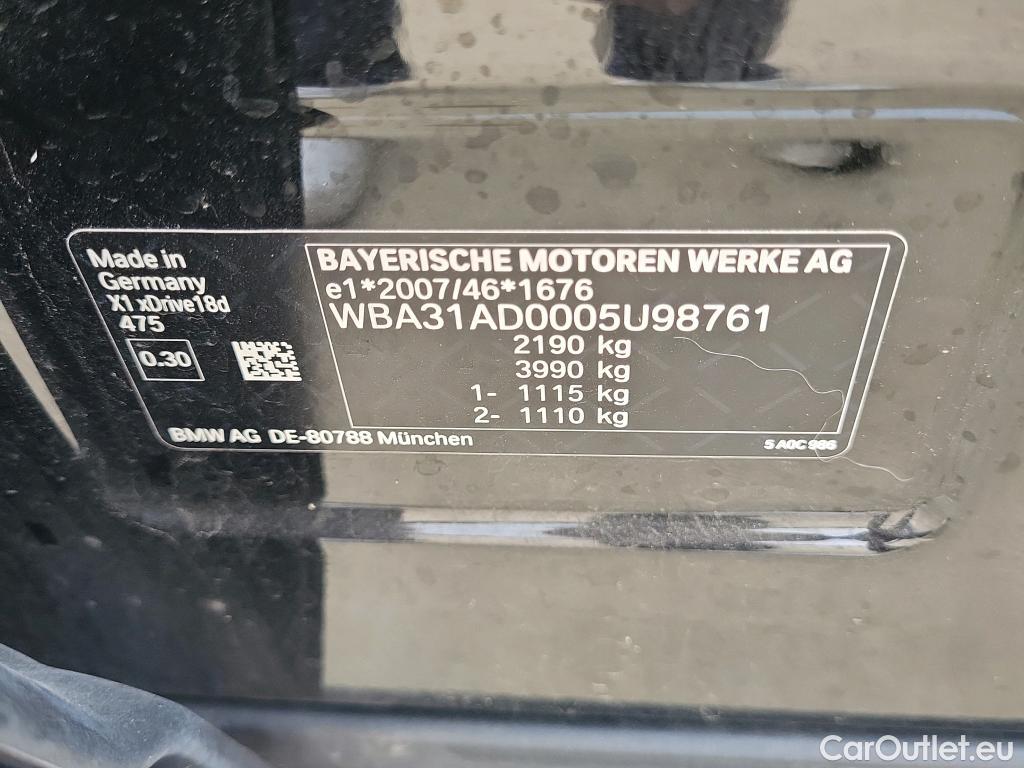 Made in
Germany
X1 xDrive18d
475
0.30
BAYERISCHE MOTOREN WERKE AG
e1*2007/46*1676
WBA31AD0005U98761
2190 kg
3990 kg
1- 1115 kg
2- 1110 kg
BMW AG DE-80788 München
5 A0C 986
CarOutlet.eu